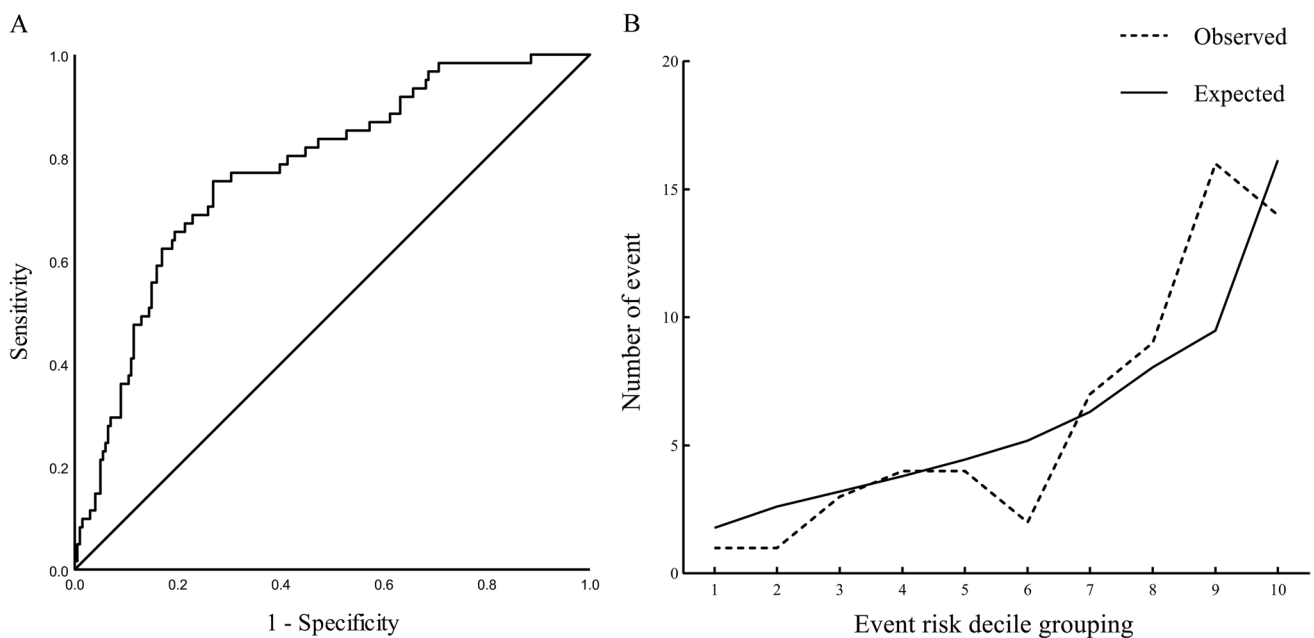 A
1.0
0.8
0.6
0.4
0.2
0.0
Sensitivity
0.0 0.2 0.4 0.6 0.8 1.0
1 - Specificity
B
Observed
Expected
20
15
10
5
0
Number of event
1 2 3 4 5 6 7 8 9 10
Event risk decile grouping